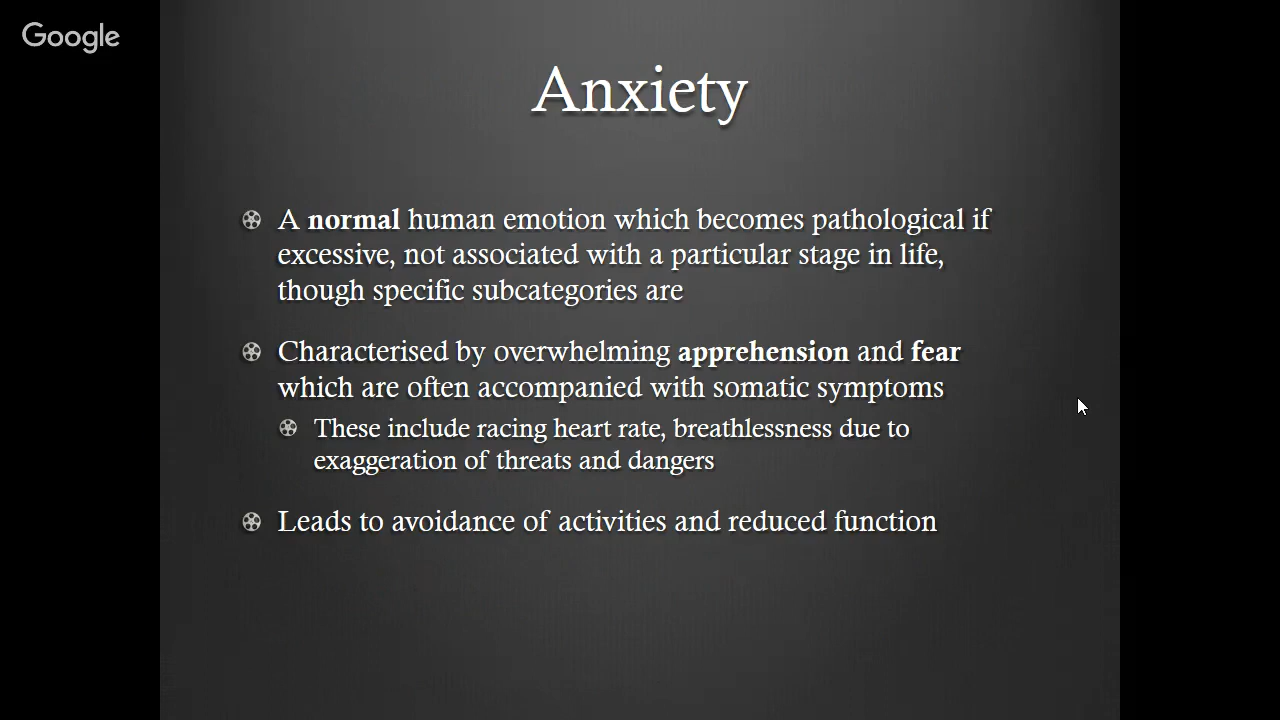 Google
Anxiety
A normal human emotion which becomes pathological if
excessive, not associated with a particular stage in life,
though specific subcategories are
Characterised by overwhelming apprehension and fear
which are often accompanied with somatic symptoms
These include racing heart rate, breathlessness due to
exaggeration of threats and dangers
Leads to avoidance of activities and reduced function